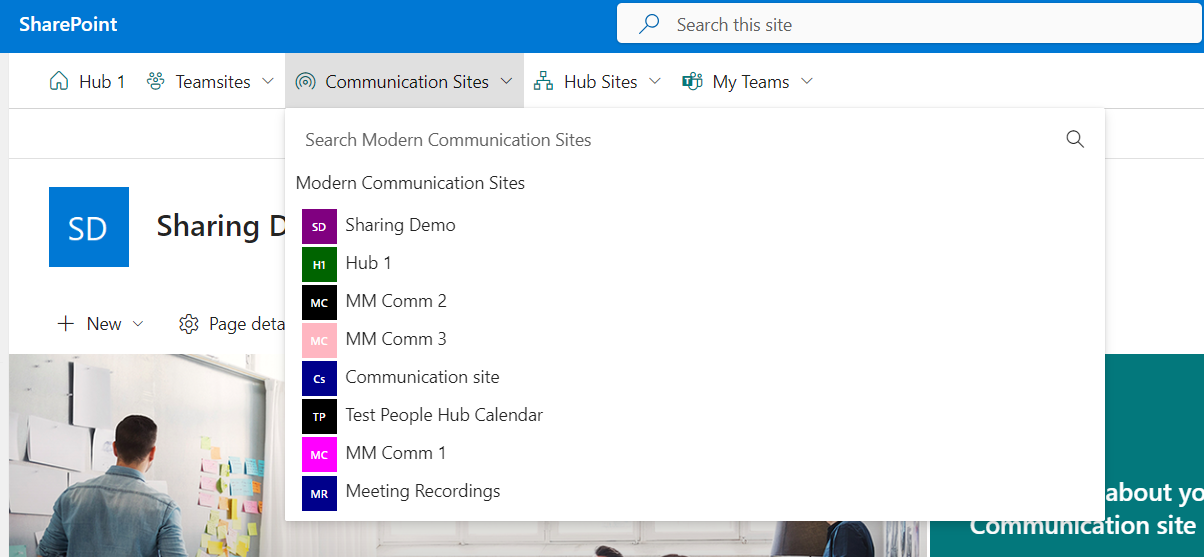 SharePoint
Search this site
Hub 1 Teamsites Communication Sites Hub Sites My Teams
Search Modern Communication Sites
Modern Communication Sites
SD
Sharing D
SD Sharing Demo
H1 Hub 1
MC MM Comm 2
New Page deta
MC MM Comm 3
Cs Communication site
TP Test People Hub Calendar
MC MM Comm 1
MR Meeting Recordings
about yo
Communication site